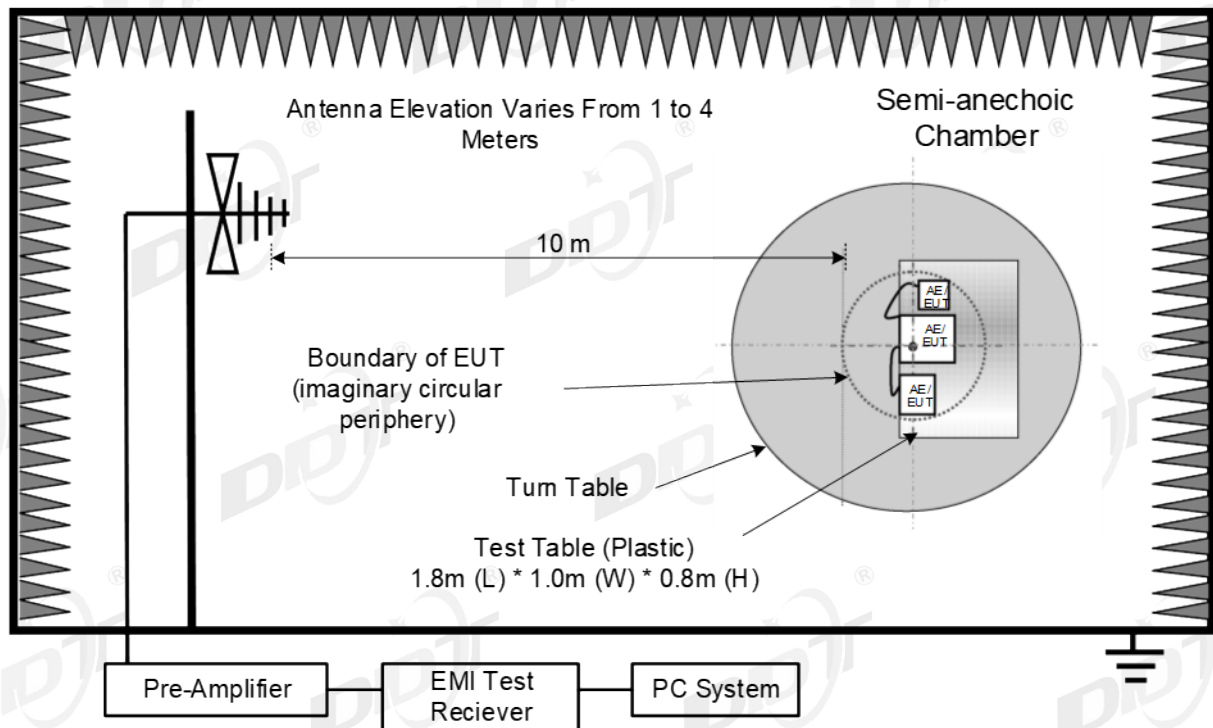 Antenna Elevation Varies From 1 to 4
Meters
Semi-anechoic
Chamber
10 m
AE/
EUT
AE/
EUT
AE/
EUT
Boundary of EUT
(imaginary circular
periphery)
Turn Table
Test Table (Plastic)
1.8m (L) * 1.0m (W) * 0.8m (H)
Pre-Amplifier
EMI Test
Reciever
PC System
DDT
®